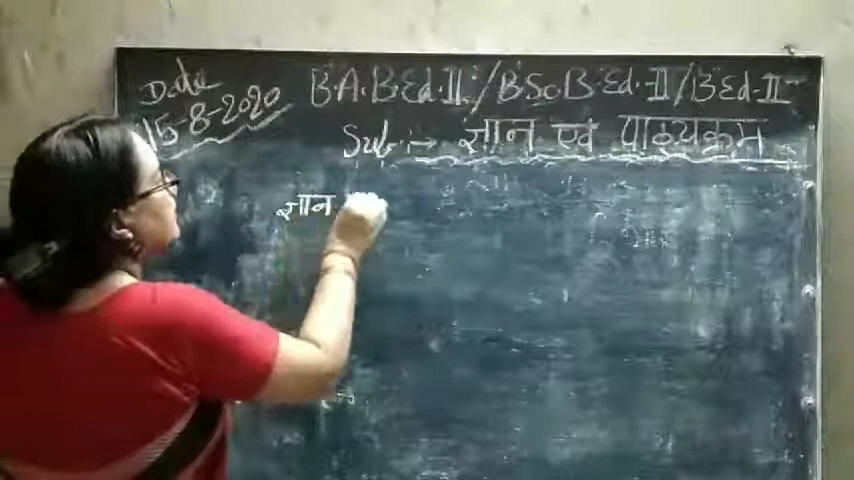 Date B.A.B.Ed.II / B.Sc.B.Ed.-II / B.Ed-II
15-8-2020 Sub:→ ज्ञान एवं पाठ्यक्रम
ज्ञान